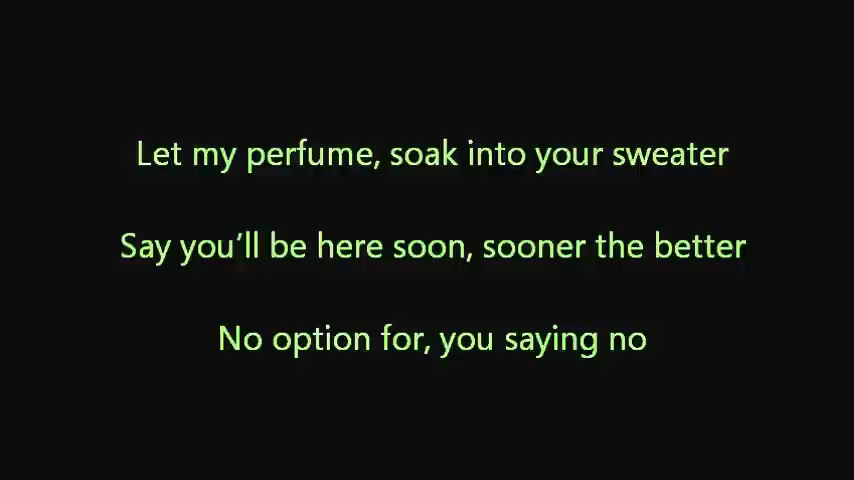 Let my perfume, soak into your sweater
Say you’ll be here soon, sooner the better
No option for, you saying no